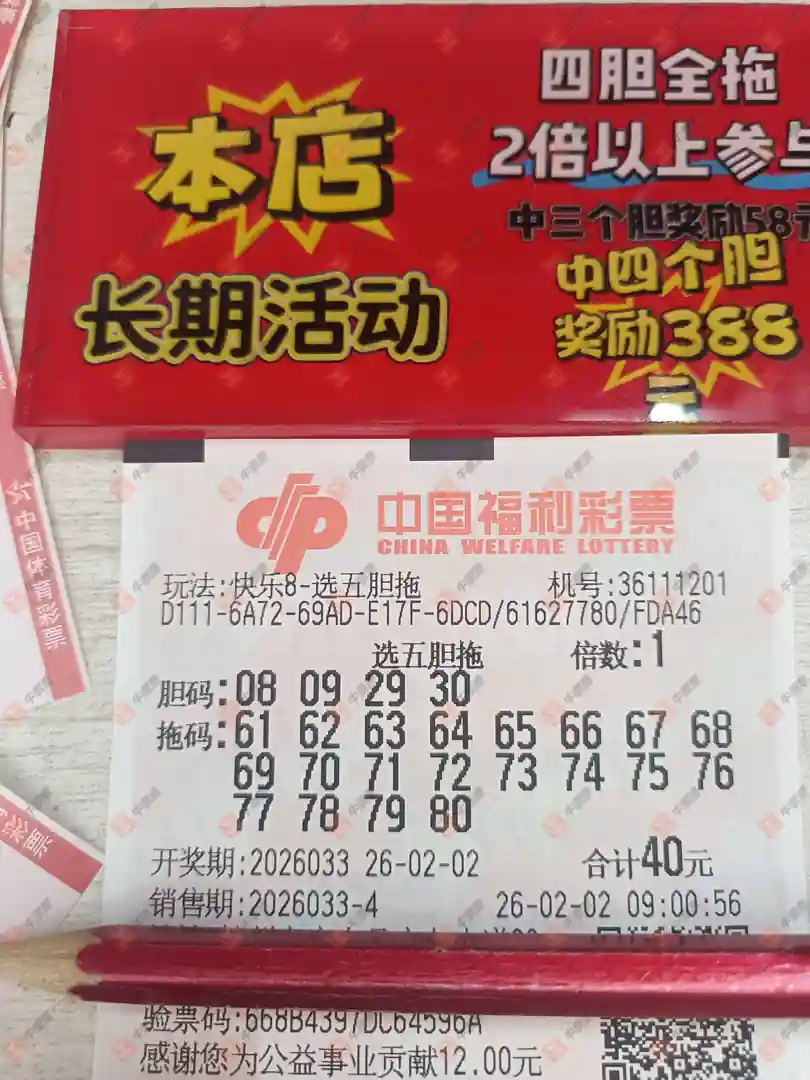 本店
长期活动
四胆全拖
2倍以上参与
中三个胆奖励58元
中四个胆
奖励388
元
中国体育彩票
中国福利彩票
CHINA WELFARE LOTTERY
玩法:快乐8-选五胆拖 机号:36111201
D111-6A72-69AD-E17F-6DCD/61627780/FDA46
选五胆拖 倍数:1
胆码:08 09 29 30
拖码:61 62 63 64 65 66 67 68
69 70 71 72 73 74 75 76
77 78 79 80
开奖期:2026033 26-02-02 合计40元
销售期:2026033-4 26-02-02 09:00:56
验票码:668B4397DC64596A
感谢您为公益事业贡献12.00元